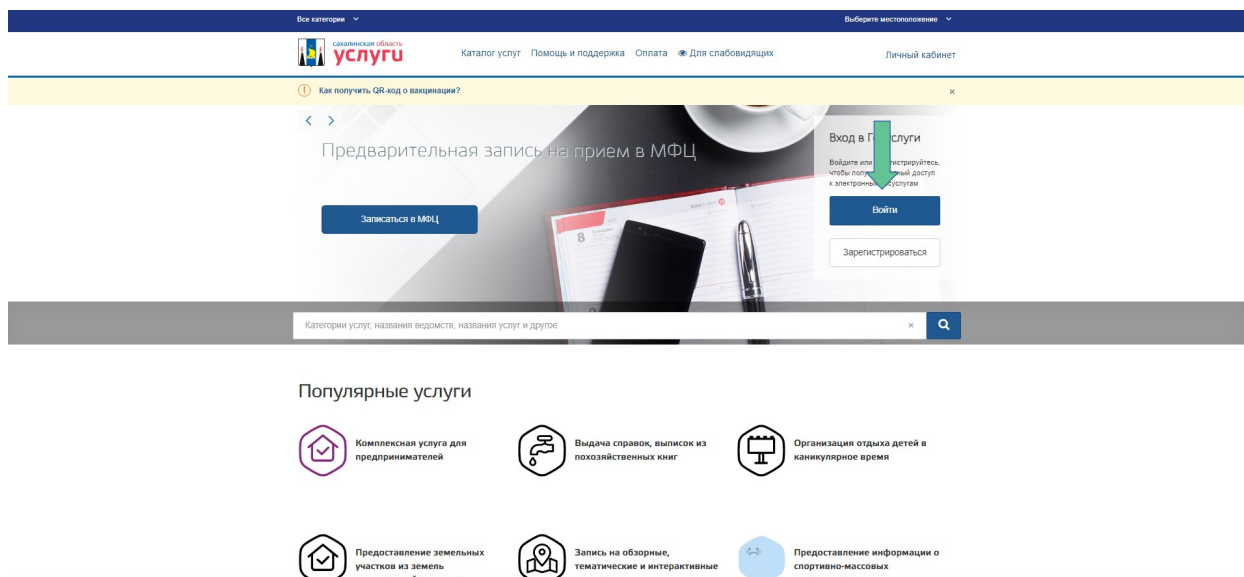 Все категории
Выберите местоположение
сахалинская область
услуги
Каталог услуг Помощь и поддержка Оплата Для слабовидящих
Личный кабинет
Как получить QR-код о вакцинации?
Предварительная запись на прием в МФЦ
Записаться в МФЦ
Вход в
Войдите или
чтобы доступ
к
Войти
Зарегистрироваться
8
Категории услуг, названия ведомств, названия услуг и другое
Популярные услуги
Комплексная услуга для
предпринимателей
Выдача справок, выписок из
похозяйственных книг
Организация отдыха детей в
каникулярное время
Предоставление земельных
участков из земель
Запись на обзорные,
тематические и интерактивные
Предоставление информации о
спортивно-массовых